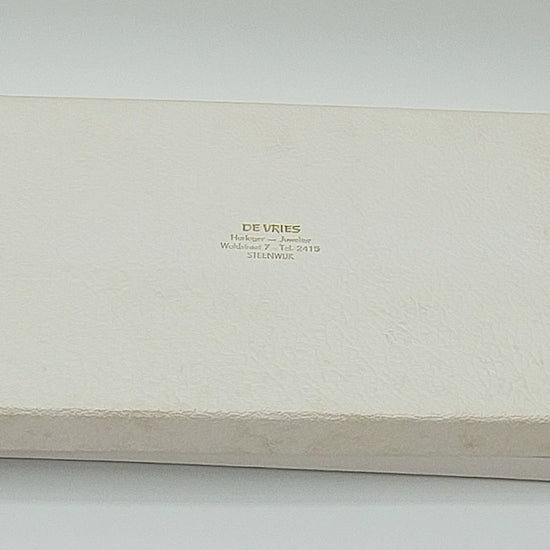 DE VRIES
Horloger — Juwelier
Woldstraat 7 - Tel. 2415
STEENWIJK